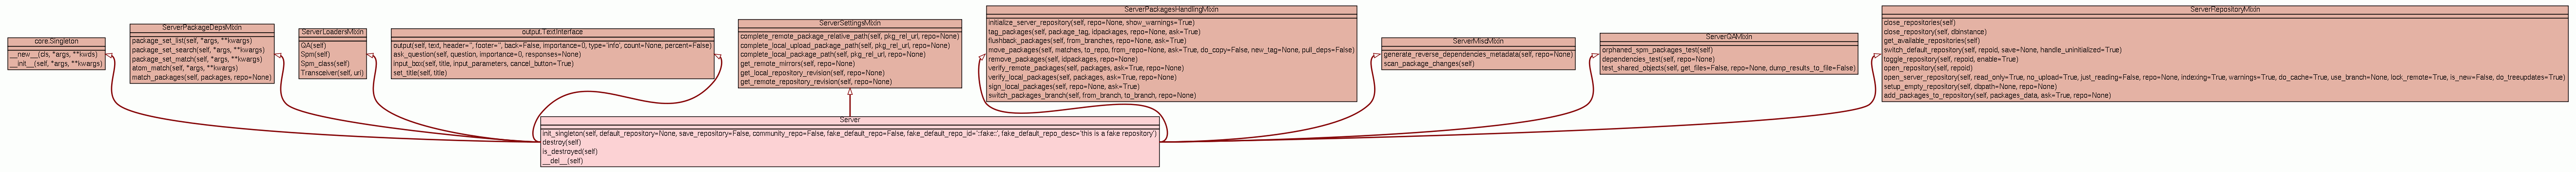 core.Singleton
__new__(cls, *args, **kwds)
__init__(self, *args, **kwargs)
ServerPackageDepsMixin
package_set_list(self, *args, **kwargs)
package_set_search(self, *args, **kwargs)
package_set_match(self, *args, **kwargs)
atom_match(self, *args, **kwargs)
match_packages(self, packages, repo=None)
ServerLoadersMixin
QA(self)
Spm(self)
Spm_class(self)
Transceiver(self, uri)
output.TextInterface
output(self, text, header='', footer='', back=False, importance=0, type='info', count=None, percent=False)
ask_question(self, question, importance=0, responses=None)
input_box(self, title, input_parameters, cancel_button=True)
set_title(self, title)
ServerSettingsMixin
complete_remote_package_relative_path(self, pkg_rel_url, repo=None)
complete_local_upload_package_path(self, pkg_rel_url, repo=None)
complete_local_package_path(self, pkg_rel_url, repo=None)
get_remote_mirrors(self, repo=None)
get_local_repository_revision(self, repo=None)
get_remote_repository_revision(self, repo=None)
ServerPackagesHandlingMixin
initialize_server_repository(self, repo=None, show_warnings=True)
tag_packages(self, package_tag, idpackages, repo=None, ask=True)
flushback_packages(self, from_branches, repo=None, ask=True)
move_packages(self, matches, to_repo, from_repo=None, ask=True, do_copy=False, new_tag=None, pull_deps=False)
remove_packages(self, idpackages, repo=None)
verify_remote_packages(self, packages, ask=True, repo=None)
verify_local_packages(self, packages, ask=True, repo=None)
sign_local_packages(self, repo=None, ask=True)
switch_packages_branch(self, from_branch, to_branch, repo=None)
ServerMiscMixin
generate_reverse_dependencies_metadata(self, repo=None)
scan_package_changes(self)
ServerQAMixin
orphaned_spm_packages_test(self)
dependencies_test(self, repo=None)
test_shared_objects(self, get_files=False, repo=None, dump_results_to_file=False)
ServerRepositoryMixin
close_repositories(self)
close_repository(self, dbinstance)
get_available_repositories(self)
switch_default_repository(self, repoid, save=None, handle_uninitialized=True)
toggle_repository(self, repoid, enable=True)
open_repository(self, repoid)
open_server_repository(self, read_only=True, no_upload=True, just_reading=False, repo=None, indexing=True, warnings=True, do_cache=True, use_branch=None, lock_remote=True, is_new=False, do_treeupdates=True)
setup_empty_repository(self, dbpath=None, repo=None)
add_packages_to_repository(self, packages_data, ask=True, repo=None)
Server
init_singleton(self, default_repository=None, save_repository=False, community_repo=False, fake_default_repo=False, fake_default_repo_id='::fake::', fake_default_repo_desc='this is a fake repository')
destroy(self)
is_destroyed(self)
__del__(self)